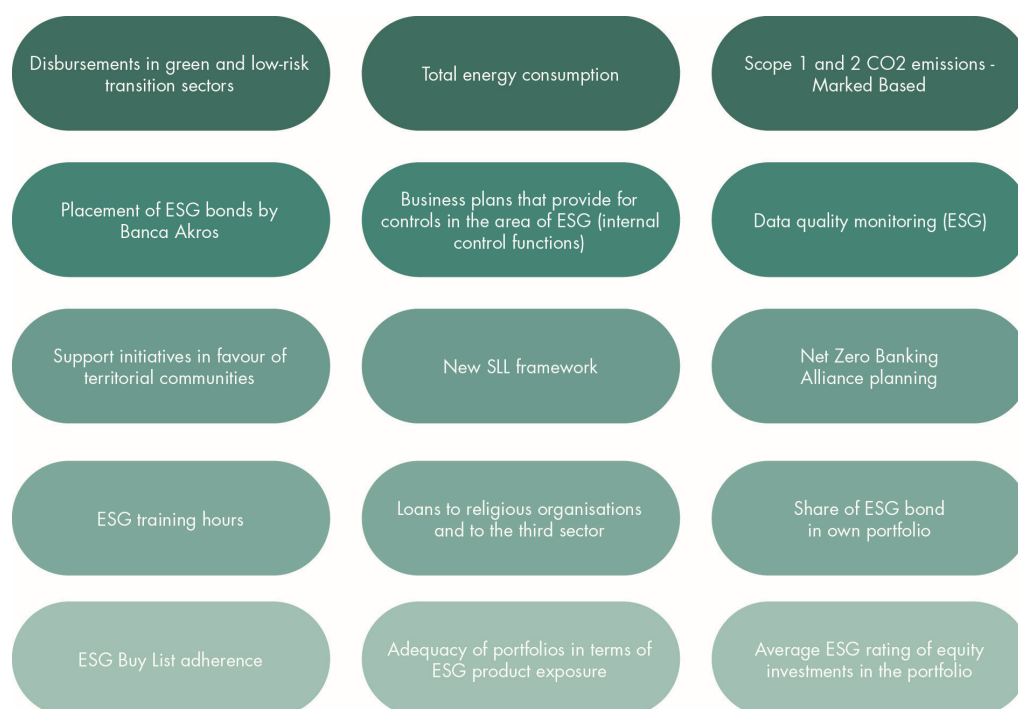 Disbursements in green and low-risk
transition sectors
Total energy consumption
Scope 1 and 2 CO2 emissions -
Marked Based
Placement of ESG bonds by
Banca Akros
Business plans that provide for
controls in the area of ESG (internal
control functions)
Data quality monitoring (ESG)
Support initiatives in favour of
territorial communities
New SLL framework
Net Zero Banking
Alliance planning
ESG training hours
Loans to religious organisations
and to the third sector
Share of ESG bond
in own portfolio
ESG Buy List adherence
Adequacy of portfolios in terms of
ESG product exposure
Average ESG rating of equity
investments in the portfolio